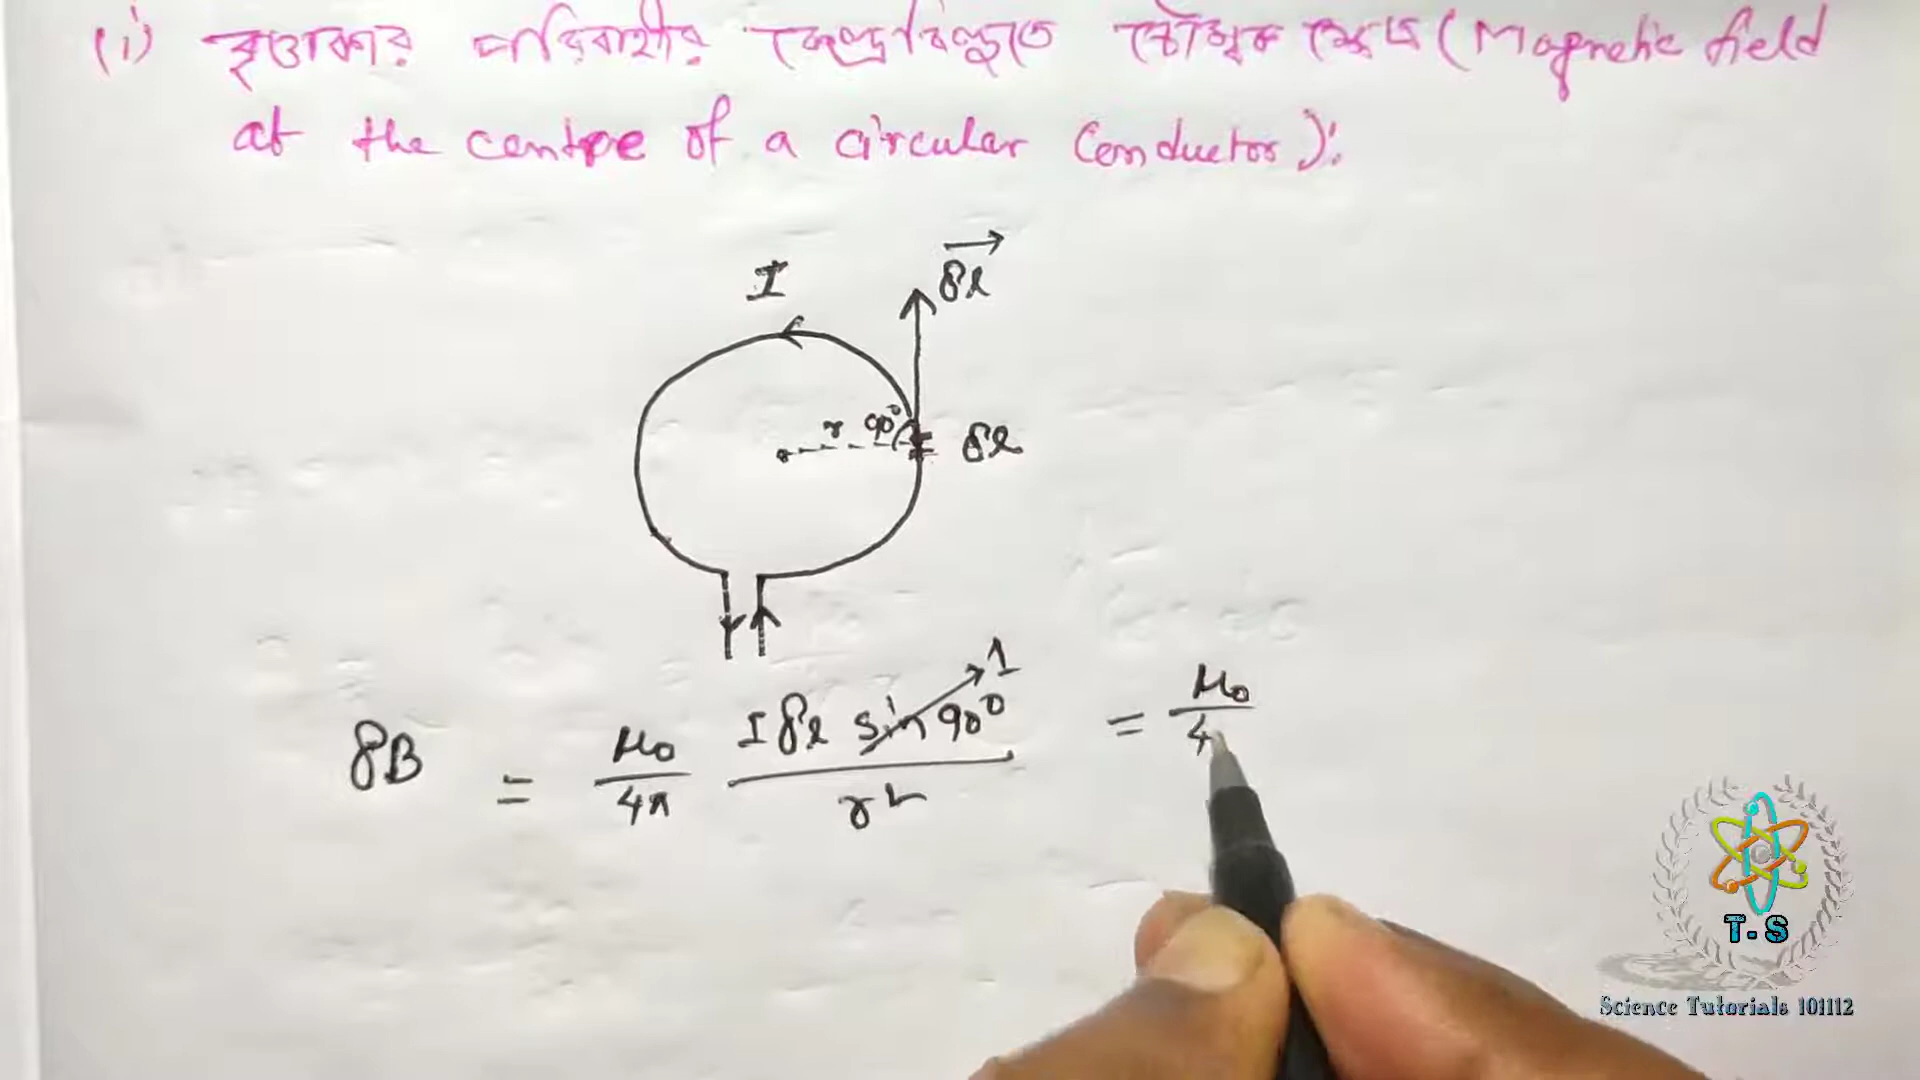 (i) বৃত্তাকার পরিবাহীর কেন্দ্রবিন্দুতে চৌম্বক ক্ষেত্র (Magnetic field
at the centre of a circular Conductor):
I
δl
r 90° δl
δB = μ₀/4π I δl sin 90° / r² → 1 = μ₀/4
T.S
Science Tutorials 101112